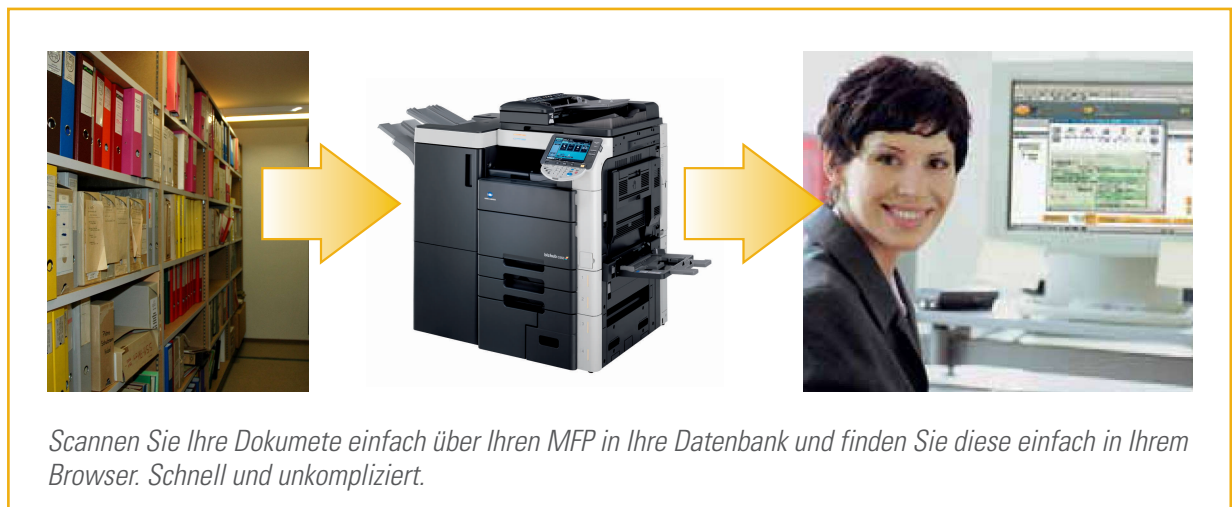 Scannen Sie Ihre Dokumete einfach über Ihren MFP in Ihre Datenbank und finden Sie diese einfach in Ihrem
Browser. Schnell und unkompliziert.